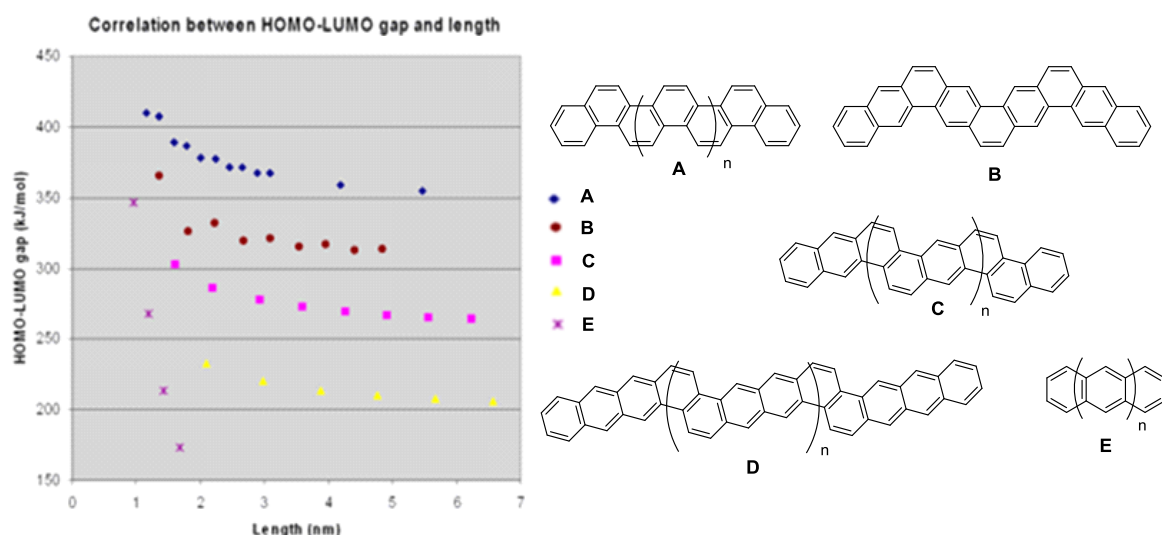 Correlation between HOMO-LUMO gap and length
HOMO-LUMO gap (kJ/mol)
450
400
350
300
250
200
150
0 1 2 3 4 5 6 7
Length (nm)
A
B
C
D
E
n
A
B
n
C
n
D
n
E